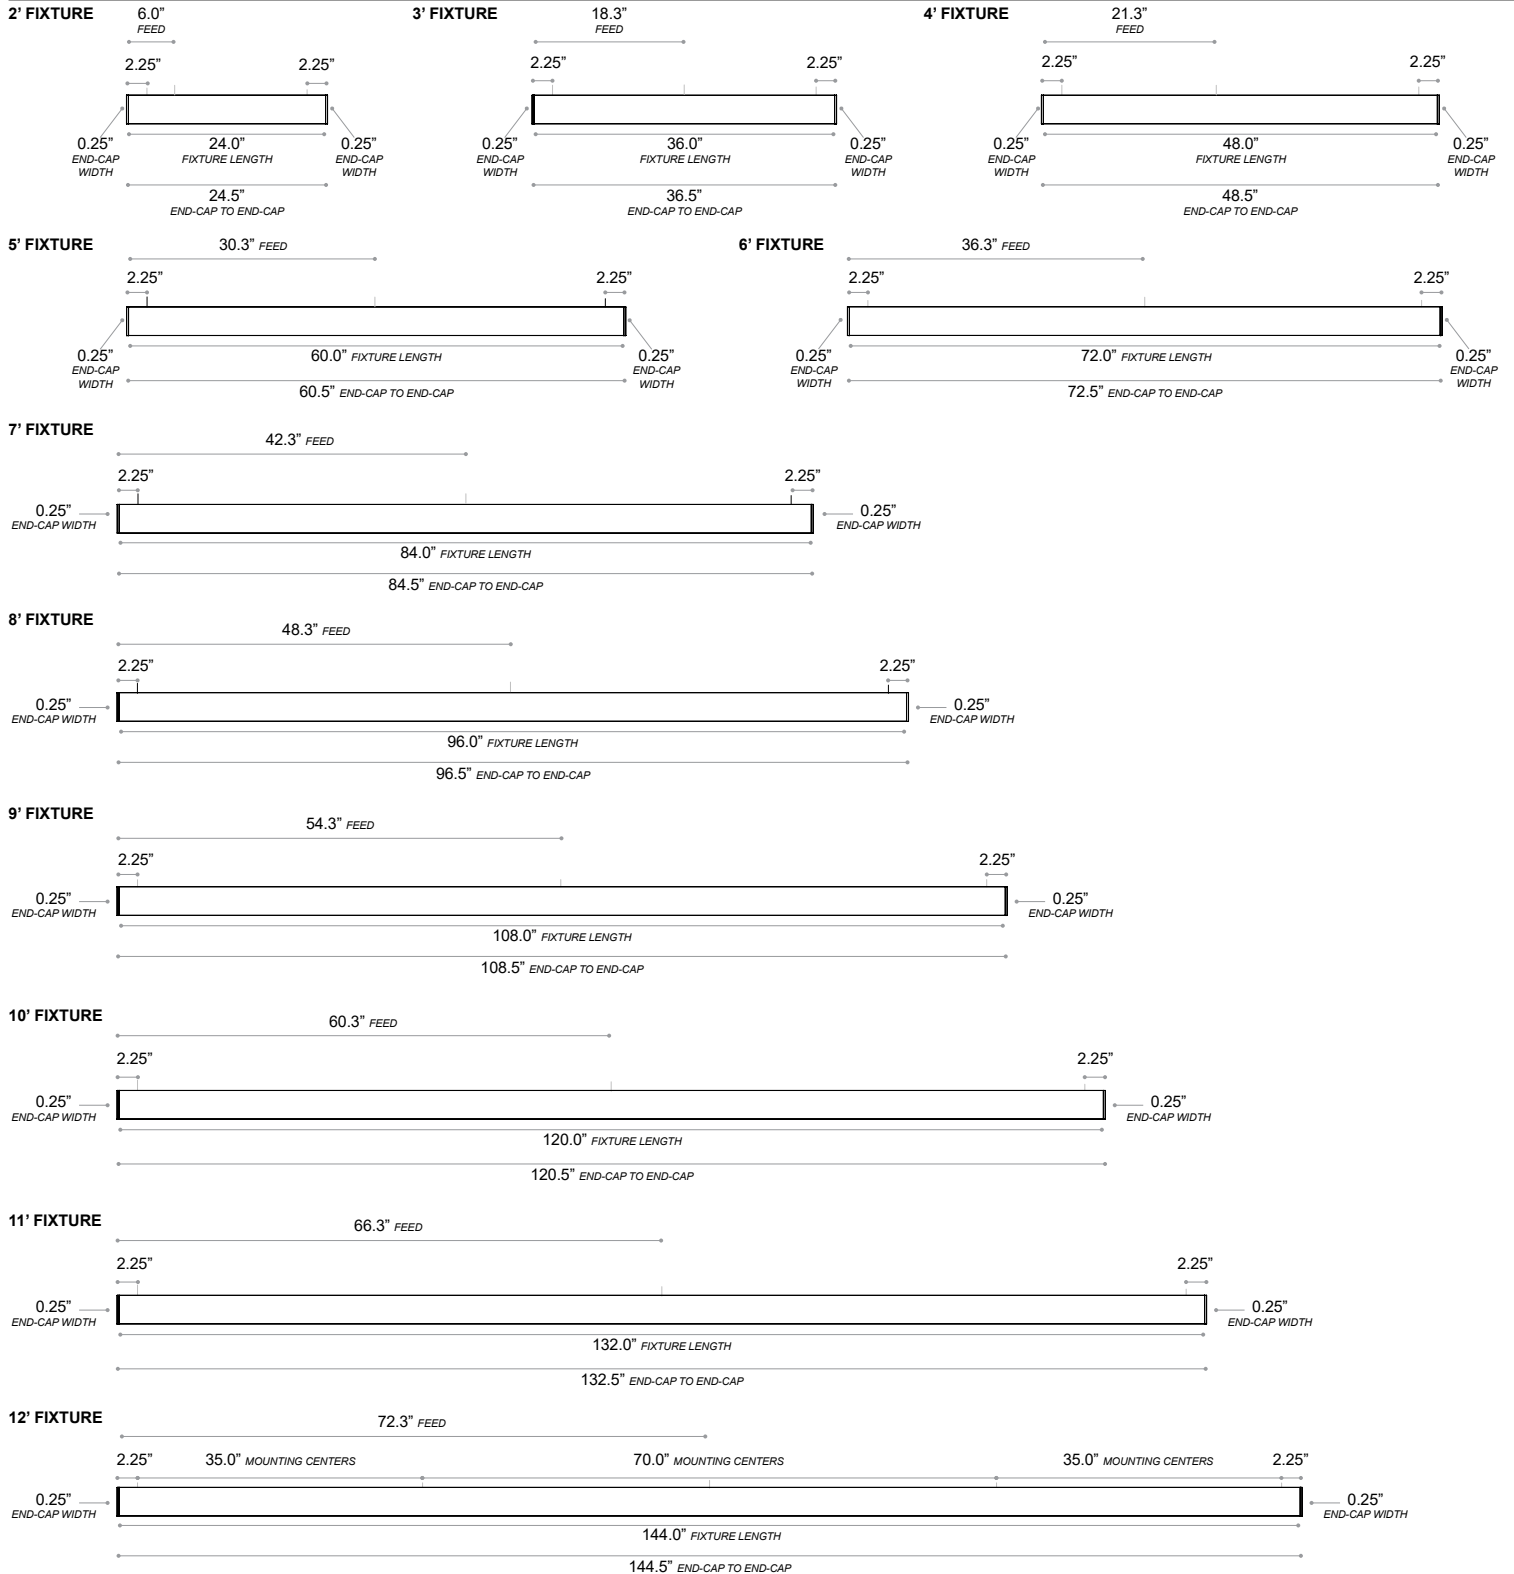 2’ FIXTURE
6.0”
FEED
2.25”
2.25”
0.25”
END-CAP
WIDTH
24.0”
FIXTURE LENGTH
0.25”
END-CAP
WIDTH
24.5”
END-CAP TO END-CAP
3’ FIXTURE
18.3”
FEED
2.25”
2.25”
0.25”
END-CAP
WIDTH
36.0”
FIXTURE LENGTH
0.25”
END-CAP
WIDTH
36.5”
END-CAP TO END-CAP
4’ FIXTURE
21.3”
FEED
2.25”
2.25”
0.25”
END-CAP
WIDTH
48.0”
FIXTURE LENGTH
0.25”
END-CAP
WIDTH
48.5”
END-CAP TO END-CAP
5’ FIXTURE
30.3” FEED
2.25”
2.25”
0.25”
END-CAP
WIDTH
60.0” FIXTURE LENGTH
0.25”
END-CAP
WIDTH
60.5” END-CAP TO END-CAP
6’ FIXTURE
36.3” FEED
2.25”
2.25”
0.25”
END-CAP
WIDTH
72.0” FIXTURE LENGTH
0.25”
END-CAP
WIDTH
72.5” END-CAP TO END-CAP
7’ FIXTURE
42.3” FEED
2.25”
2.25”
0.25”
END-CAP WIDTH
0.25”
END-CAP WIDTH
84.0” FIXTURE LENGTH
84.5” END-CAP TO END-CAP
8’ FIXTURE
48.3” FEED
2.25”
2.25”
0.25”
END-CAP WIDTH
0.25”
END-CAP WIDTH
96.0” FIXTURE LENGTH
96.5” END-CAP TO END-CAP
9’ FIXTURE
54.3” FEED
2.25”
2.25”
0.25”
END-CAP WIDTH
0.25”
END-CAP WIDTH
108.0” FIXTURE LENGTH
108.5” END-CAP TO END-CAP
10’ FIXTURE
60.3” FEED
2.25”
2.25”
0.25”
END-CAP WIDTH
0.25”
END-CAP WIDTH
120.0” FIXTURE LENGTH
120.5” END-CAP TO END-CAP
11’ FIXTURE
66.3” FEED
2.25”
2.25”
0.25”
END-CAP WIDTH
0.25”
END-CAP WIDTH
132.0” FIXTURE LENGTH
132.5” END-CAP TO END-CAP
12’ FIXTURE
72.3” FEED
2.25” 35.0” MOUNTING CENTERS 70.0” MOUNTING CENTERS 35.0” MOUNTING CENTERS 2.25”
0.25”
END-CAP WIDTH
0.25”
END-CAP WIDTH
144.0” FIXTURE LENGTH
144.5” END-CAP TO END-CAP